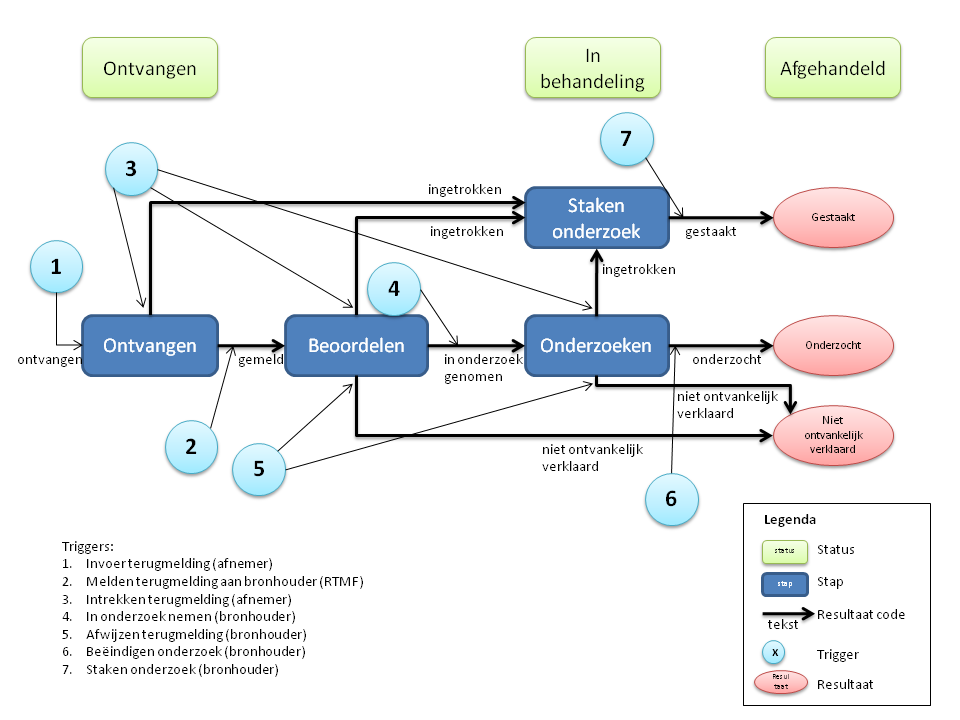 Ontvangen
In
behandeling
Afgehandeld
7
3
ingetrokken
Staken
onderzoek
Gestaakt
ingetrokken
gestaakt
1
ingetrokken
4
Ontvangen
Beoordelen
Onderzoeken
Onderzocht
ontvangen
gemeld
in onderzoek
genomen
onderzocht
niet ontvankelijk
verklaard
Niet
ontvankelijk
verklaard
2
5
niet ontvankelijk
verklaard
6
Legenda
status
Status
stap
Stap
tekst
Resultaat code
X
Trigger
Resul
taat
Resultaat
Triggers:
1. Invoer terugmelding (afnemer)
2. Melden terugmelding aan bronhouder (RTMF)
3. Intrekken terugmelding (afnemer)
4. In onderzoek nemen (bronhouder)
5. Afwijzen terugmelding (bronhouder)
6. Beëindigen onderzoek (bronhouder)
7. Staken onderzoek (bronhouder)